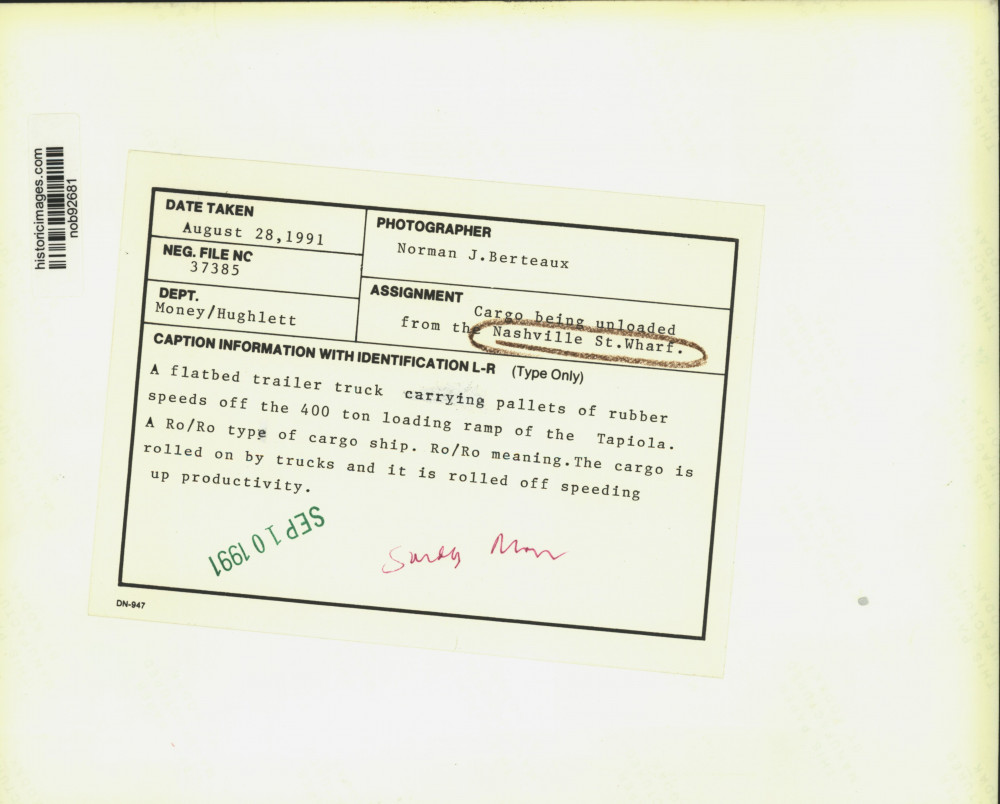 historicimages.com
nob92681
DATE TAKEN
August 28,1991
PHOTOGRAPHER
Norman J.Berteaux
NEG. FILE NO
37385
DEPT.
Money/Hughlett
ASSIGNMENT
Cargo being unloaded
from the Nashville St.Wharf.
CAPTION INFORMATION WITH IDENTIFICATION L-R (Type Only)
A flatbed trailer truck carrying pallets of rubber
speeds off the 400 ton loading ramp of the Tapiola.
A Ro/Ro type of cargo ship. Ro/Ro meaning.The cargo is
rolled on by trucks and it is rolled off speeding
up productivity.
SEP 10 1991
DN-947